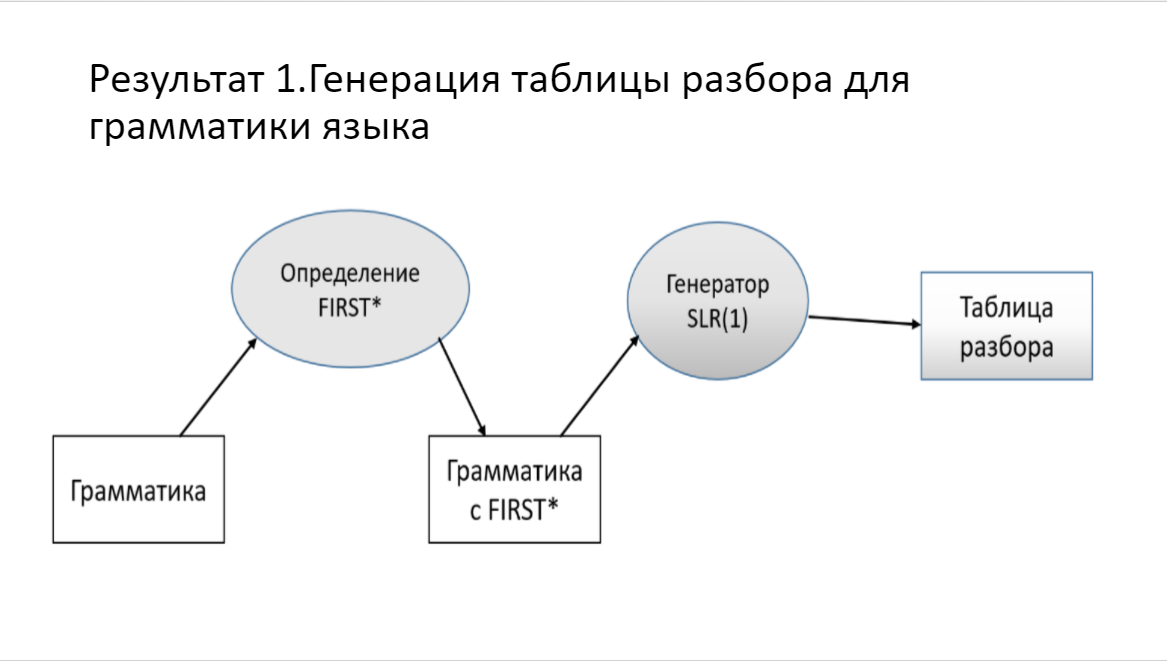 Результат 1.Генерация таблицы разбора для
грамматики языка
Определение
FIRST*
Генератор
SLR(1)
Таблица
разбора
Грамматика
Грамматика
с FIRST*